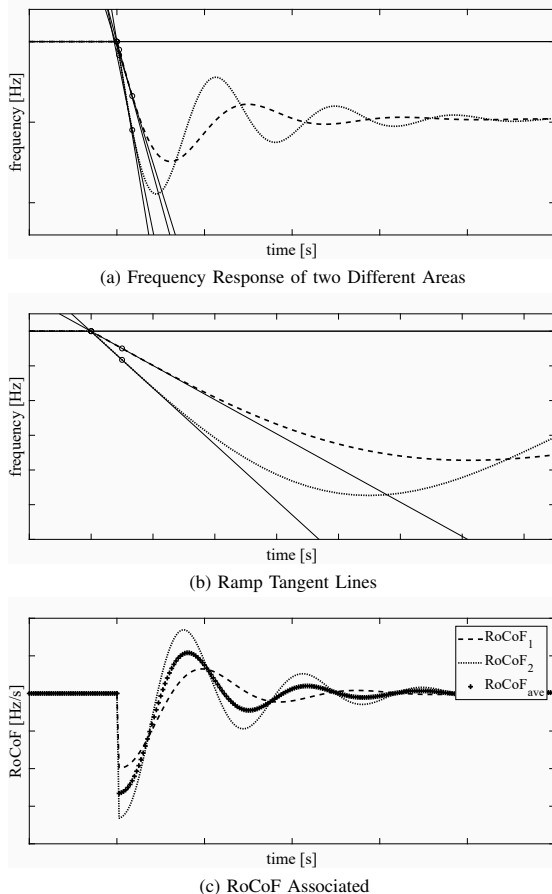 frequency [Hz]
time [s]
(a) Frequency Response of two Different Areas
frequency [Hz]
time [s]
(b) Ramp Tangent Lines
RoCoF [Hz/s]
RoCoF1
RoCoF2
RoCoFave
time [s]
(c) RoCoF Associated